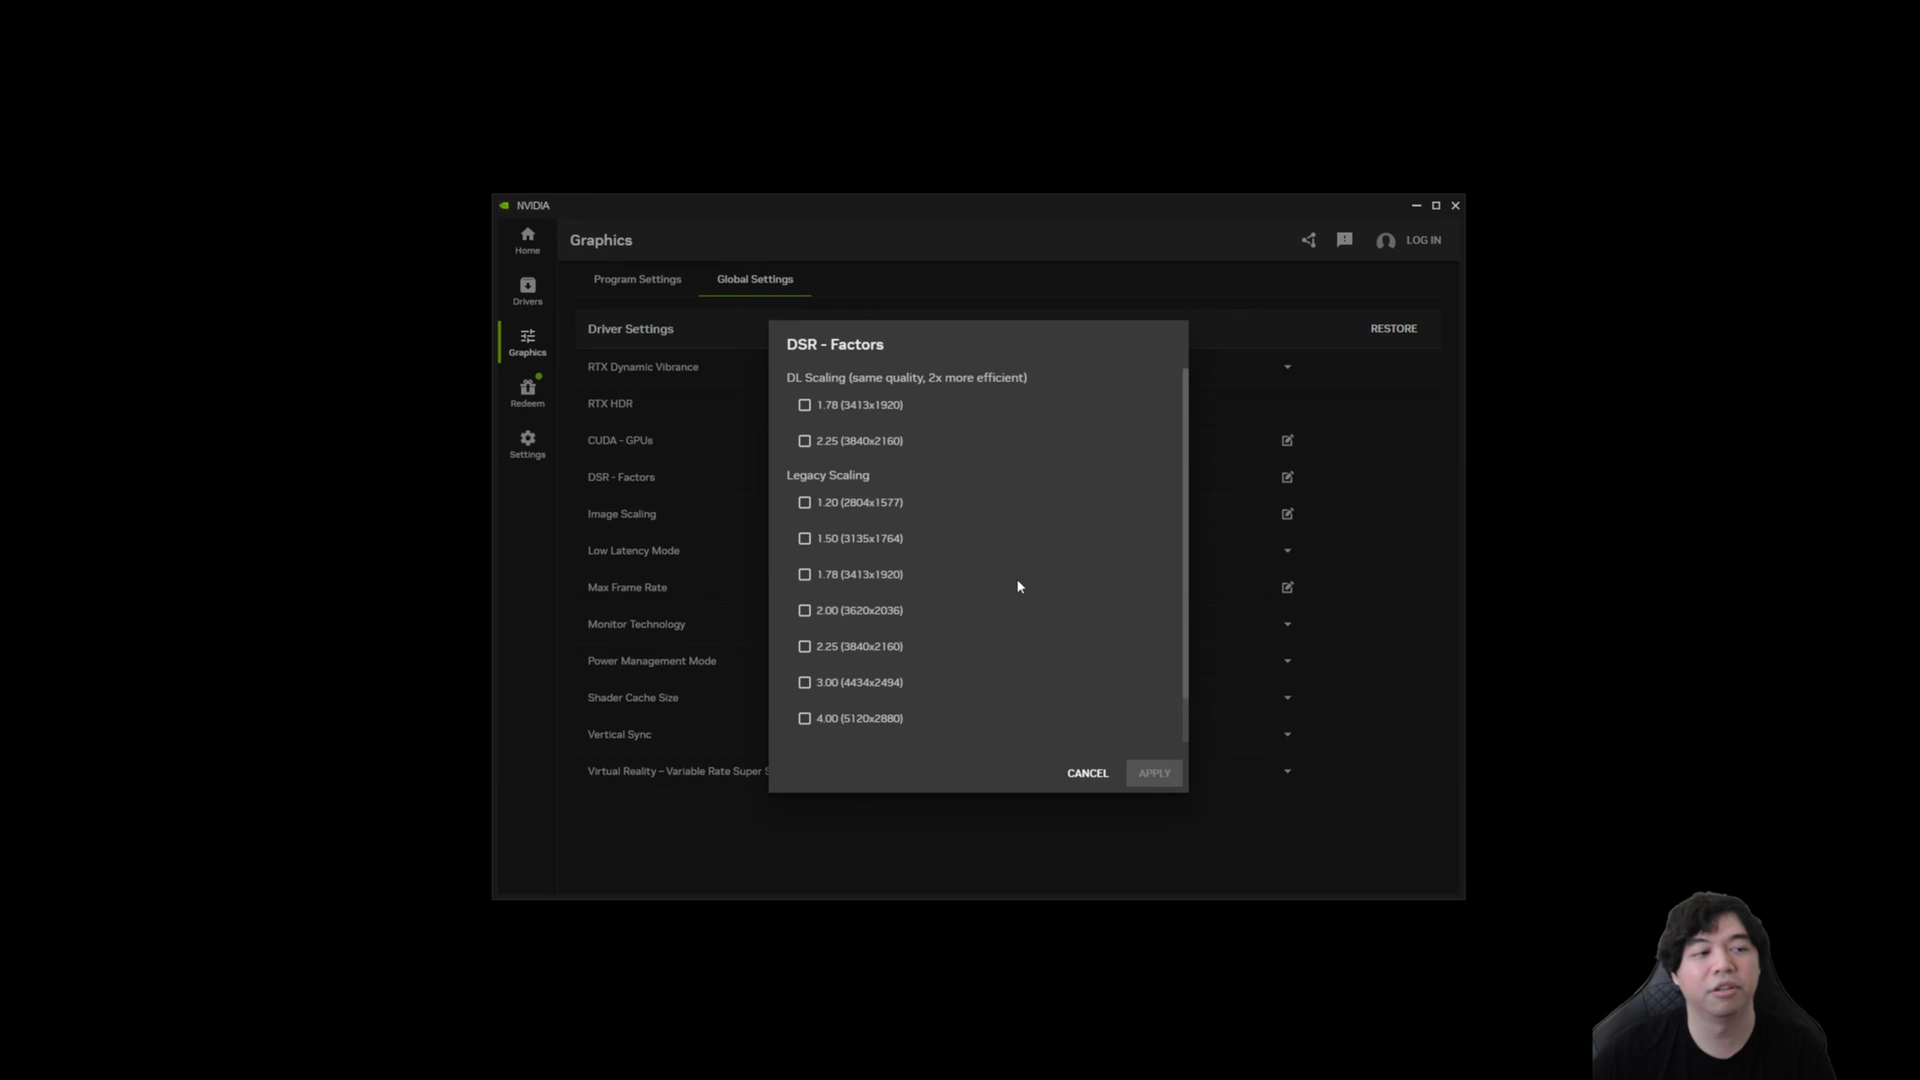 NVIDIA
Home
Drivers
Graphics
Redeem
Settings
Graphics
LOG IN
Program Settings
Global Settings
Driver Settings
RESTORE
RTX Dynamic Vibrance
RTX HDR
CUDA - GPUs
DSR - Factors
Image Scaling
Low Latency Mode
Max Frame Rate
Monitor Technology
Power Management Mode
Shader Cache Size
Vertical Sync
Virtual Reality – Variable Rate Super S
DSR - Factors
DL Scaling (same quality, 2x more efficient)
1.78 (3413x1920)
2.25 (3840x2160)
Legacy Scaling
1.20 (2804x1577)
1.50 (3135x1764)
1.78 (3413x1920)
2.00 (3620x2036)
2.25 (3840x2160)
3.00 (4434x2494)
4.00 (5120x2880)
CANCEL
APPLY